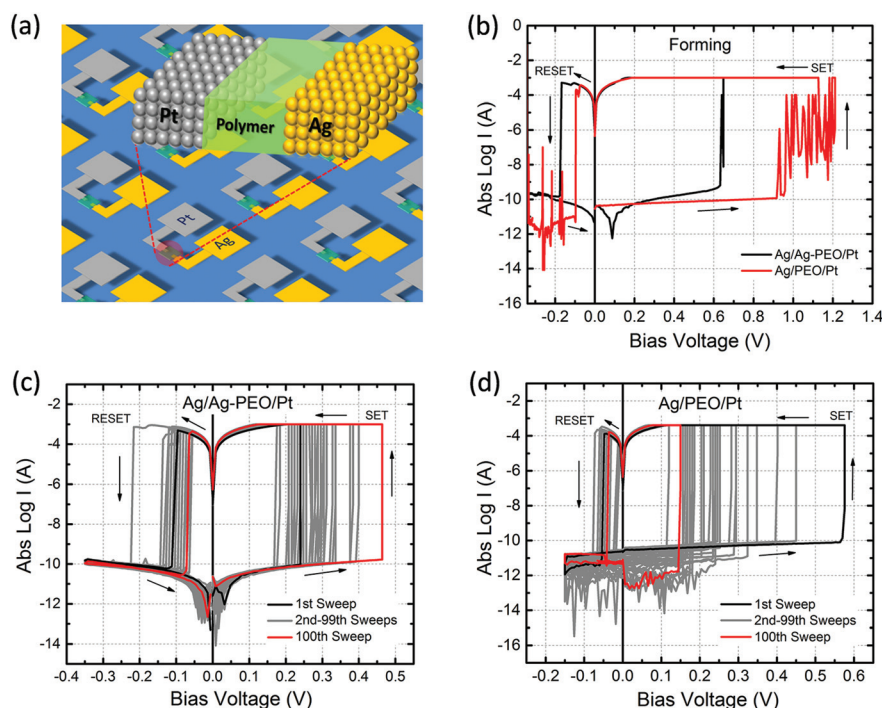 (a)
Pt
Polymer
Ag
Pt
Ag
(b)
Forming
RESET
SET
Ag/Ag-PEO/Pt
Ag/PEO/Pt
Abs Log I (A)
-2
-4
-6
-8
-10
-12
-14
-16
-0.2 0.0 0.2 0.4 0.6 0.8 1.0 1.2 1.4
Bias Voltage (V)
(c)
Ag/Ag-PEO/Pt
RESET
SET
Abs Log I (A)
-2
-4
-6
-8
-10
-12
-14
1st Sweep
2nd-99th Sweeps
100th Sweep
-0.4 -0.3 -0.2 -0.1 0.0 0.1 0.2 0.3 0.4 0.5
Bias Voltage (V)
(d)
Ag/PEO/Pt
RESET
SET
Abs Log I (A)
-2
-4
-6
-8
-10
-12
-14
-16
1st Sweep
2nd-99th Sweeps
100th Sweep
-0.2 -0.1 0.0 0.1 0.2 0.3 0.4 0.5 0.6
Bias Voltage (V)